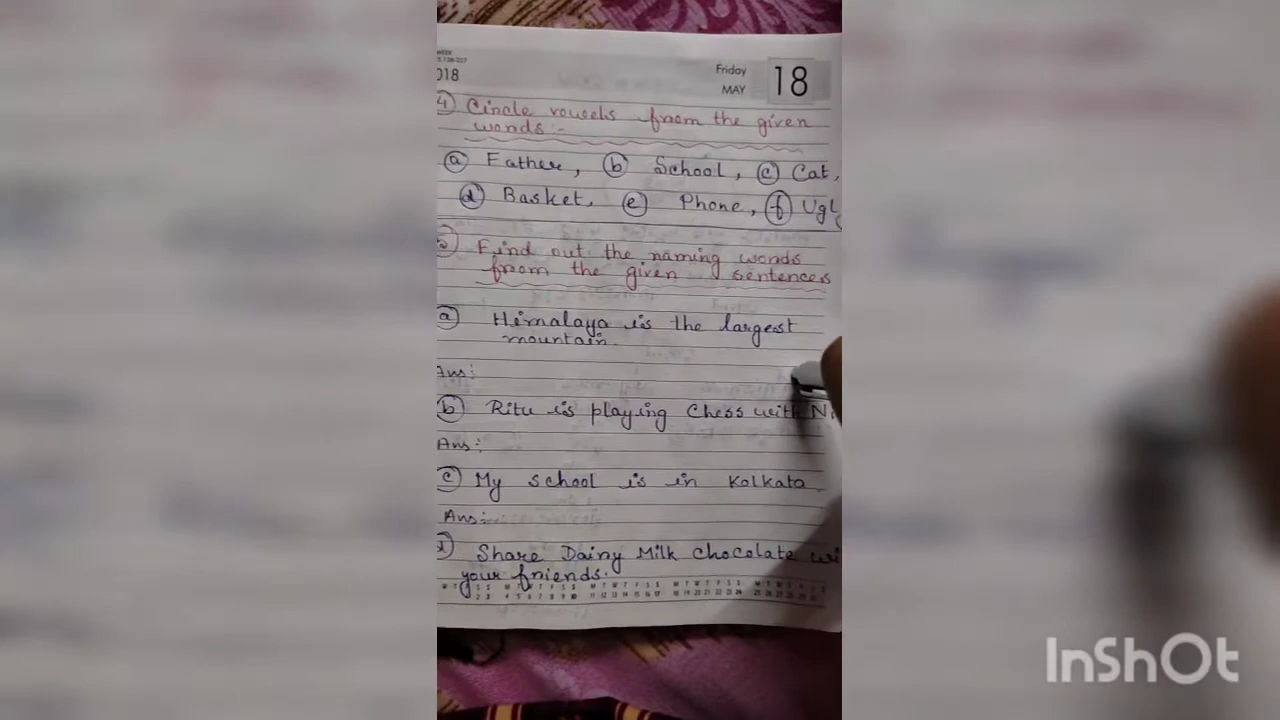 018
Friday
MAY
18
4) Circle vowels from the given
words :-
a) Father, b) School, c) Cat,
d) Basket, e) Phone, f) Ugly
Find out the naming words
from the given sentences
a) Himalaya is the largest
mountain.
Ans:
b) Ritu is playing Chess with
Ans:
c) My school is in Kolkata.
Ans:-
d) Share Dairy Milk chocolate
your friends.
InShOt